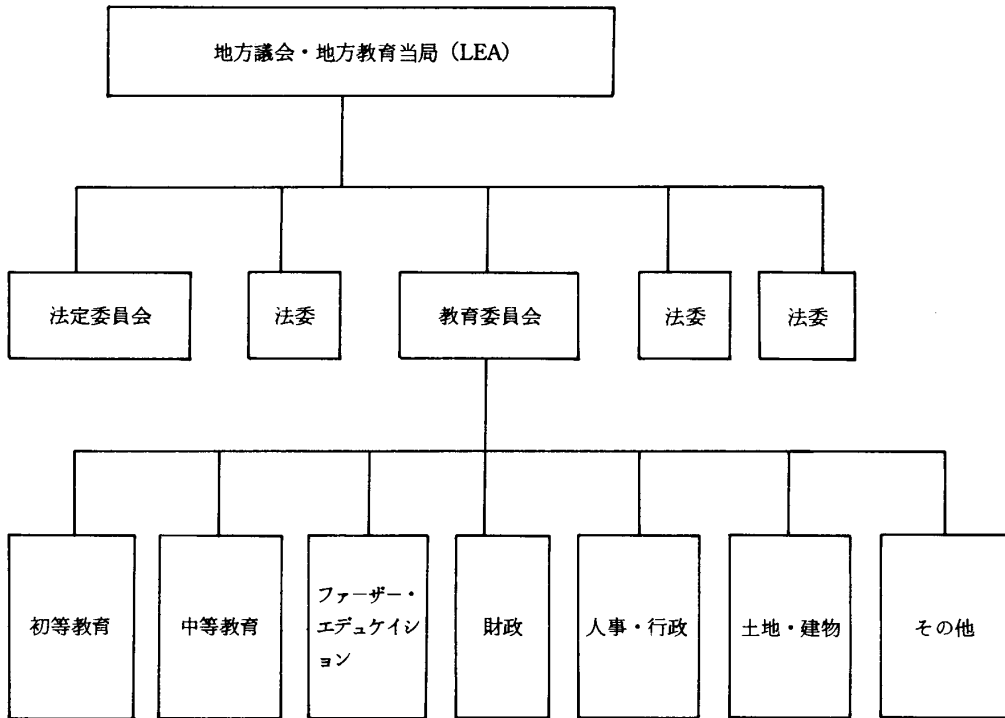 地方議会・地方教育当局（LEA）
法定委員会
法委
教育委員会
法委
法委
初等教育
中等教育
ファーザー・
エデュケイシ
ョン
財政
人事・行政
土地・建物
その他